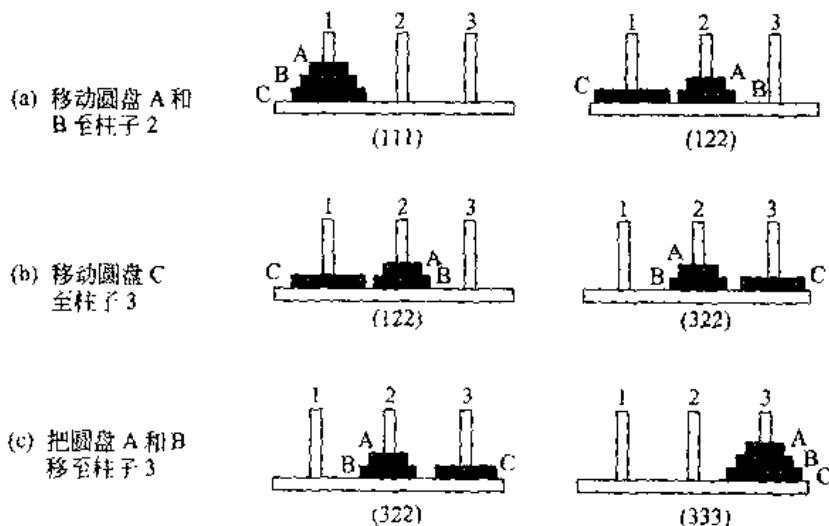 1 2 3
A
B
C
(a) 移动圆盘 A 和
B 至柱子 2
(111)
1 2 3
C A
B
(122)
(b) 移动圆盘 C
至柱子 3
1 2 3
C A
B
(122)
1 2 3
A
B C
(322)
(c) 把圆盘 A 和 B
移至柱子 3
1 2 3
A
B C
(322)
1 2 3
A
B
C
(333)